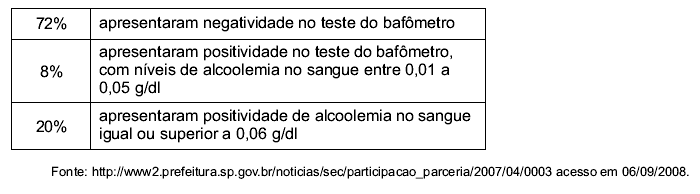 72% apresentaram negatividade no teste do bafômetro
apresentaram positividade no teste do bafômetro,
8% com níveis de alcoolemia no sangue entre 0,01 a
0,05 g/dl
20% apresentaram positividade de alcoolemia no sangue
igual ou superior a 0,06 g/dl
Fonte: http://www2.prefeitura.sp.gov.br/noticias/sec/participacao_parceria/2007/04/0003 acesso em 06/09/2008.